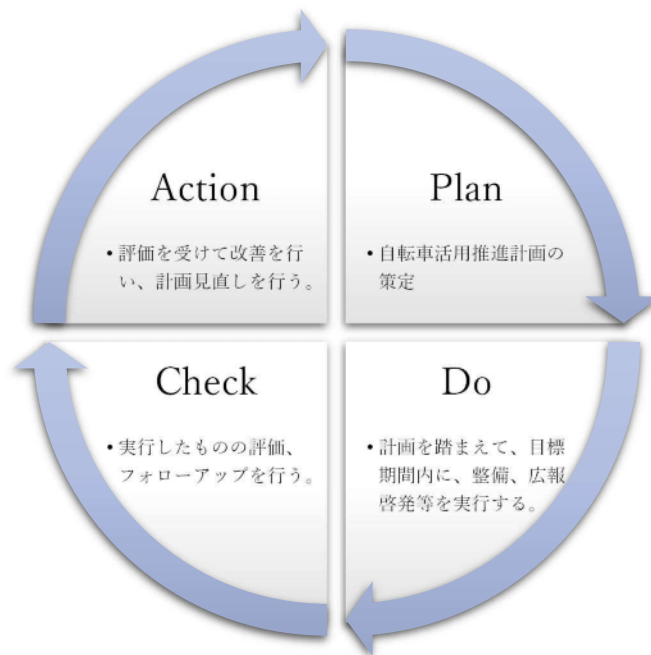 Action
・評価を受けて改善を行
い、計画見直しを行う。
Plan
・自転車活用推進計画の
策定
Check
・実行したものの評価、
フォローアップを行う。
Do
・計画を踏まえて、目標
期間内に、整備、広報
啓発等を実行する。